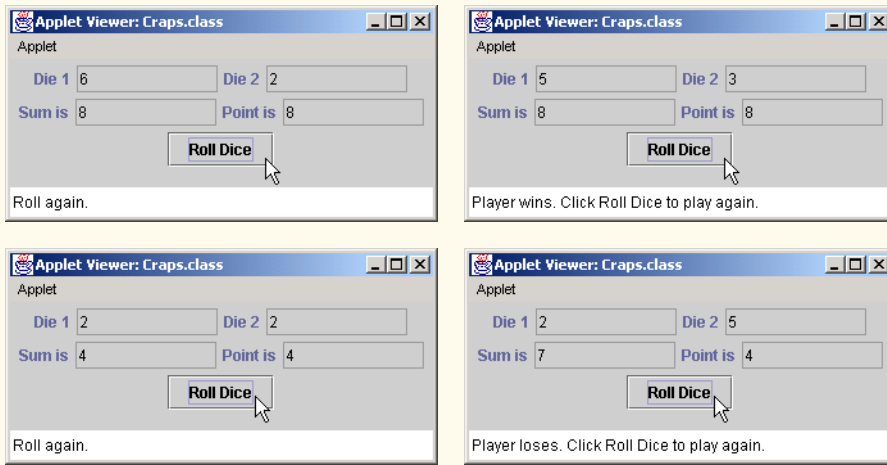 Applet Viewer: Craps.class
Applet
Die 1 6 Die 2 2
Sum is 8 Point is 8
Roll Dice
Roll again.
Applet Viewer: Craps.class
Applet
Die 1 5 Die 2 3
Sum is 8 Point is 8
Roll Dice
Player wins. Click Roll Dice to play again.
Applet Viewer: Craps.class
Applet
Die 1 2 Die 2 2
Sum is 4 Point is 4
Roll Dice
Roll again.
Applet Viewer: Craps.class
Applet
Die 1 2 Die 2 5
Sum is 7 Point is 4
Roll Dice
Player loses. Click Roll Dice to play again.